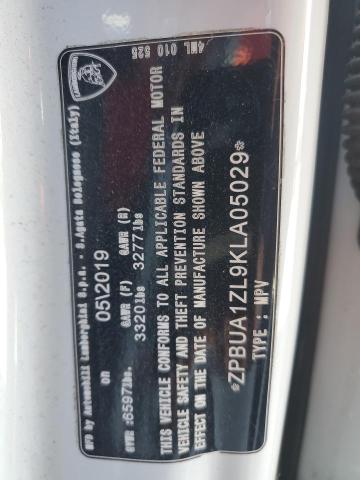 Mfd by Automobili Lamborghini S.p.a. - S.Agata Bolognese (Italy)
on 05\2019
GVWR :6597lbs. GAWR (F) 3320lbs GAWR (R) 3277lbs
THIS VEHICLE CONFORMS TO ALL APPLICABLE FEDERAL MOTOR
VEHICLE SAFETY AND THEFT PREVENTION STANDARDS IN
EFFECT ON THE DATE OF MANUFACTURE SHOWN ABOVE
*ZPBUA1ZL9KLA05029*
TYPE : MPV
4ML 010 525